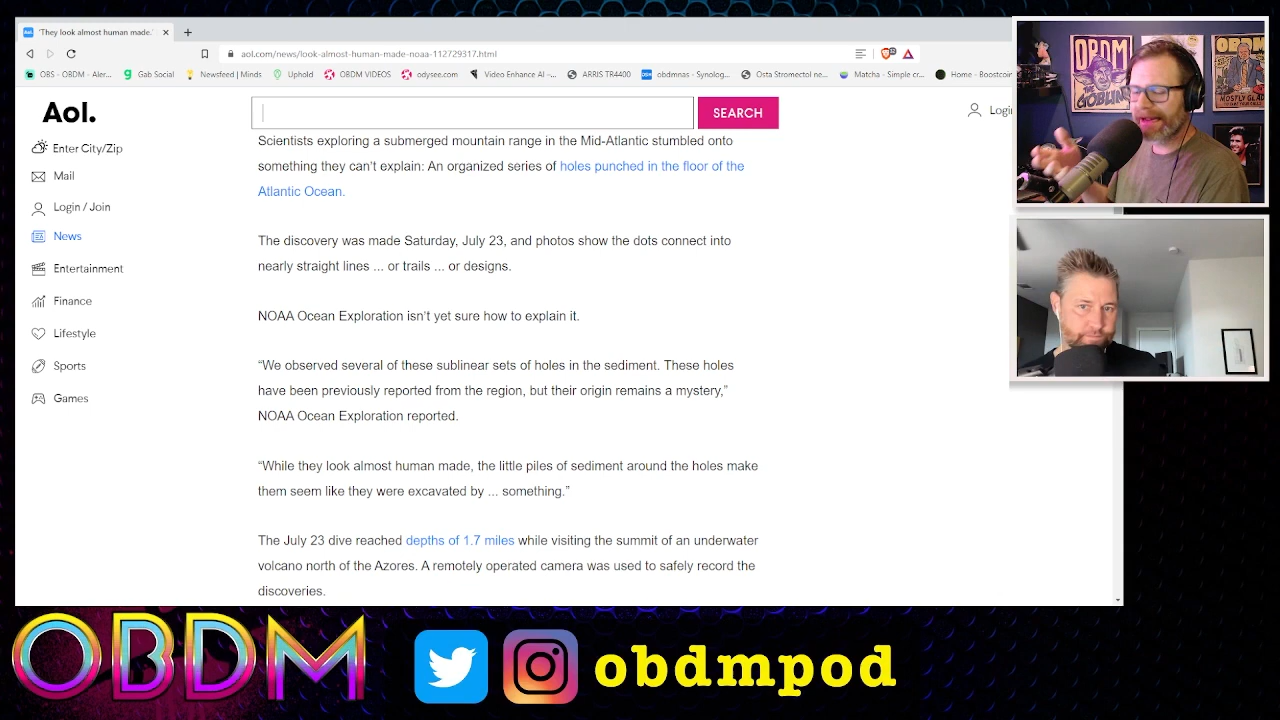 'They look almost human made.'
aol.com/news/look-almost-human-made-noaa-112729317.html
OBS - OBDM - Aler...
Gab Social
Newsfeed | Minds
Uphold
OBDM VIDEOS
odysee.com
Video Enhance AI -...
ARRIS TR4400
obdmnas - Synolog...
Osta Stromectol ne...
Matcha - Simple cr...
Home - Boostcoin
Aol.
SEARCH
Login
Enter City/Zip
Mail
Login / Join
News
Entertainment
Finance
Lifestyle
Sports
Games
Scientists exploring a submerged mountain range in the Mid-Atlantic stumbled onto
something they can't explain: An organized series of holes punched in the floor of the
Atlantic Ocean.
The discovery was made Saturday, July 23, and photos show the dots connect into
nearly straight lines ... or trails ... or designs.
NOAA Ocean Exploration isn't yet sure how to explain it.
“We observed several of these sublinear sets of holes in the sediment. These holes
have been previously reported from the region, but their origin remains a mystery,”
NOAA Ocean Exploration reported.
“While they look almost human made, the little piles of sediment around the holes make
them seem like they were excavated by ... something.”
The July 23 dive reached depths of 1.7 miles while visiting the summit of an underwater
volcano north of the Azores. A remotely operated camera was used to safely record the
discoveries.
OBDM
THE GOBLIN
OBDM
MOSTLY GLAD
OBDM
obdmpod